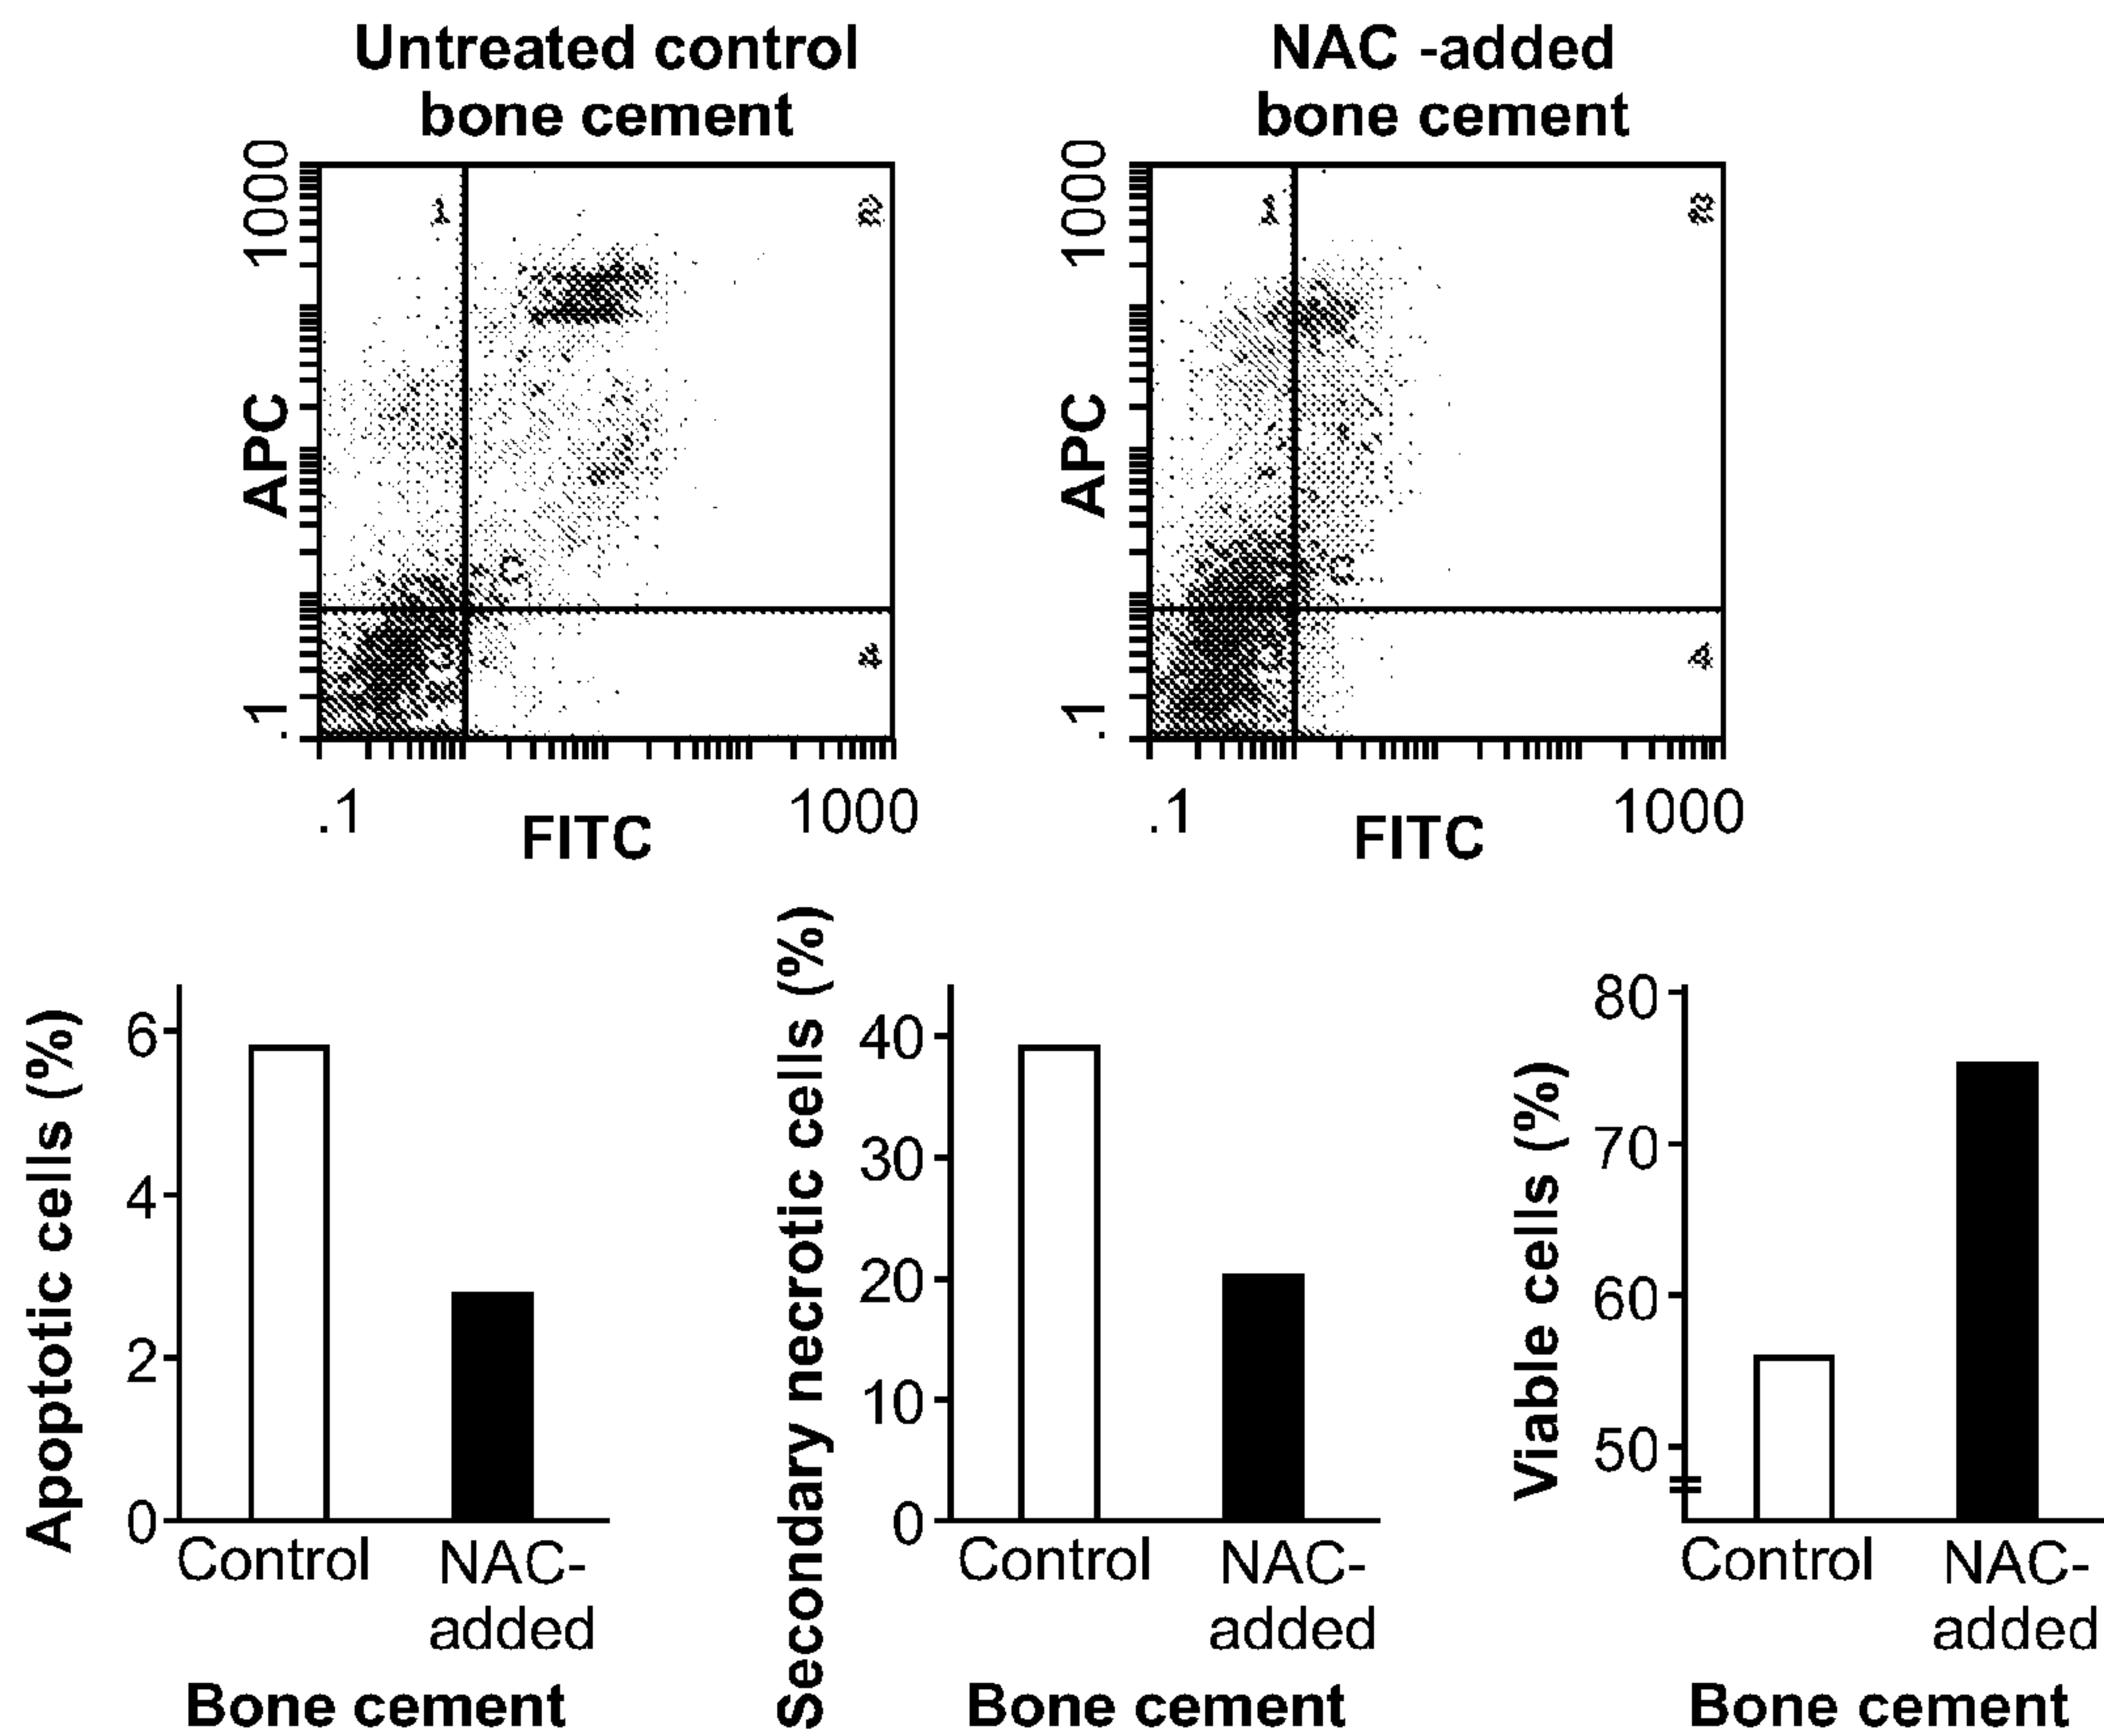 Untreated control
bone cement
NAC -added
bone cement
1000
APC
.1
.1
FITC
1000
1000
APC
.1
.1
FITC
1000
Apoptotic cells (%)
6
4
2
0
Control
NAC-
added
Bone cement
Secondary necrotic cells (%)
40
30
20
10
0
Control
NAC-
added
Bone cement
Viable cells (%)
80
70
60
50
Control
NAC-
added
Bone cement